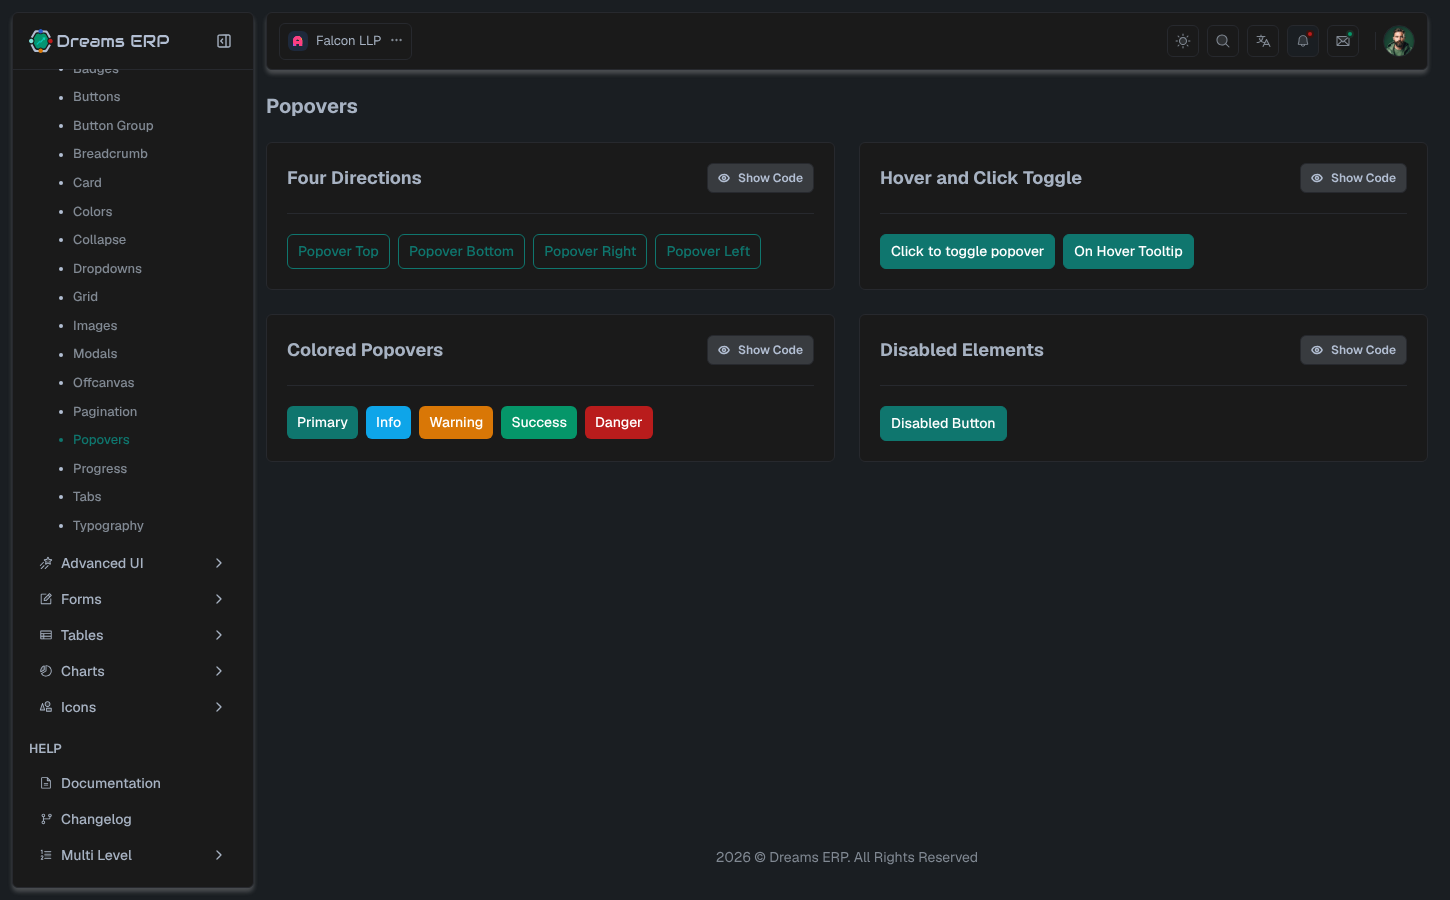 Dreams ERP
Falcon LLP
Badges
Buttons
Button Group
Breadcrumb
Card
Colors
Collapse
Dropdowns
Grid
Images
Modals
Offcanvas
Pagination
Popovers
Progress
Tabs
Typography
Advanced UI
Forms
Tables
Charts
Icons
HELP
Documentation
Changelog
Multi Level
Popovers
Four Directions
Show Code
Popover Top
Popover Bottom
Popover Right
Popover Left
Hover and Click Toggle
Show Code
Click to toggle popover
On Hover Tooltip
Colored Popovers
Show Code
Primary
Info
Warning
Success
Danger
Disabled Elements
Show Code
Disabled Button
2026 © Dreams ERP. All Rights Reserved